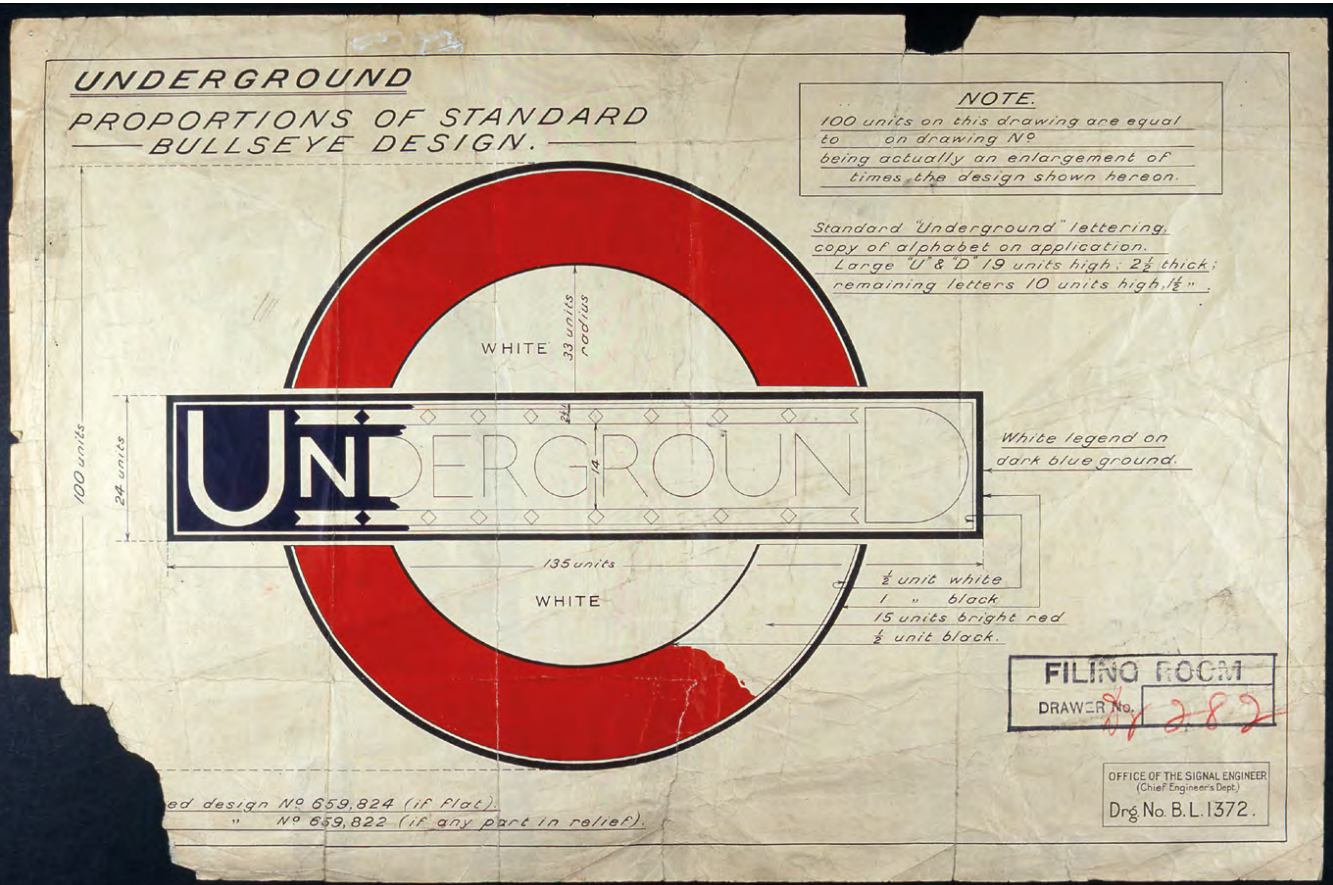 UNDERGROUND
PROPORTIONS OF STANDARD
BULLSEYE DESIGN.
NOTE.
100 units on this drawing are equal
to on drawing Nº
being actually an enlargement of
times the design shown hereon.
Standard "Underground" lettering,
copy of alphabet on application.
Large "U" & "D" 19 units high; 2½ thick;
remaining letters 10 units high, 1½ " .
WHITE
33 units
radius
100 units
24 units
UNDERGROUND
2½
14
White legend on
dark blue ground.
135 units
WHITE
½ unit white
1 " black
15 units bright red
½ unit black.
FILING ROOM
DRAWER No. 282
ed design Nº 659,824 (if flat).
" Nº 659,822 (if any part in relief).
OFFICE OF THE SIGNAL ENGINEER
(Chief Engineer's Dept.)
Drg. No. B.L.1372.